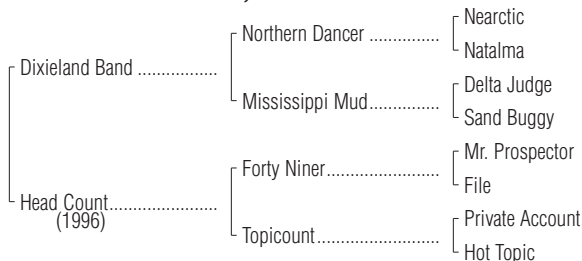 Nearctic
Northern Dancer ...............
Natalma
Dixieland Band .................
Delta Judge
Mississippi Mud...............
Sand Buggy
Mr. Prospector
Forty Niner........................
File
Head Count.......................
(1996)
Private Account
Topicount..........................
Hot Topic